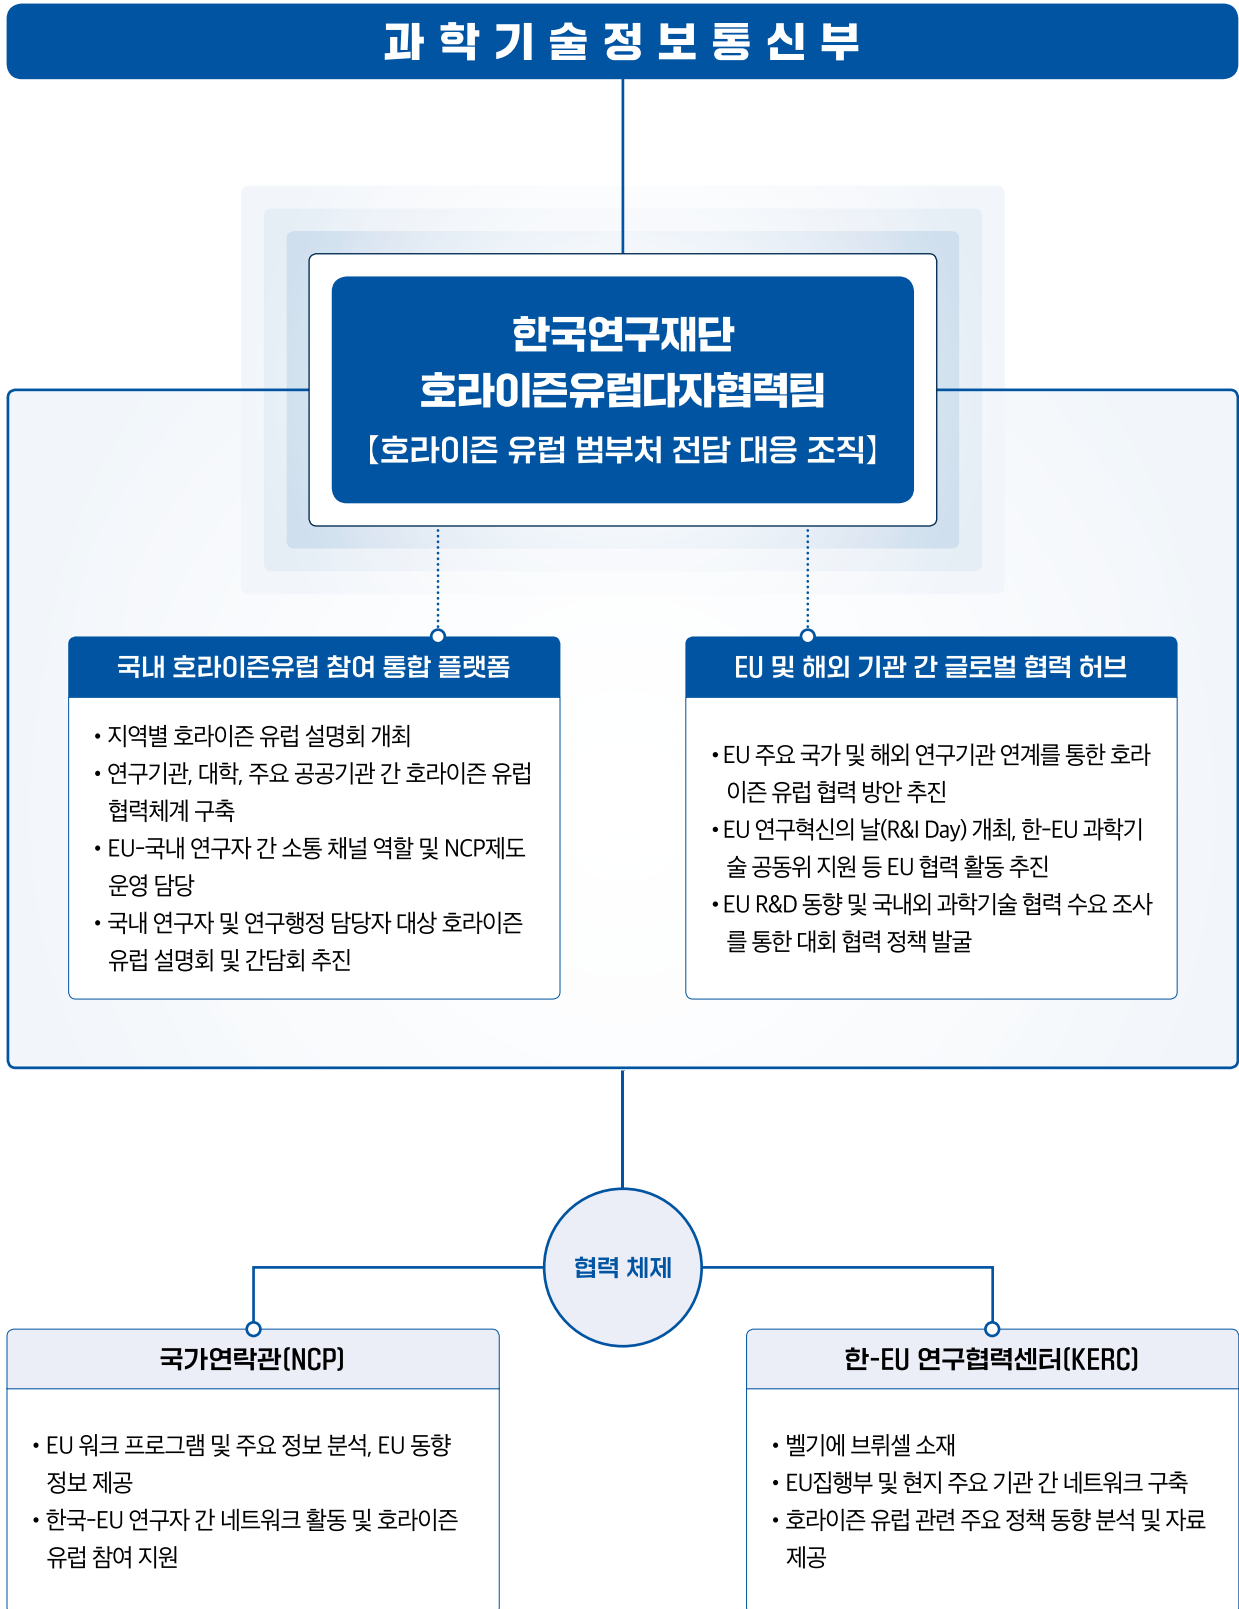 과학기술정보통신부
한국연구재단
호라이즌유럽다자협력팀
【호라이즌 유럽 범부처 전담 대응 조직】
국내 호라이즌유럽 참여 통합 플랫폼
• 지역별 호라이즌 유럽 설명회 개최
• 연구기관, 대학, 주요 공공기관 간 호라이즌 유럽
협력체계 구축
• EU-국내 연구자 간 소통 채널 역할 및 NCP제도
운영 담당
• 국내 연구자 및 연구행정 담당자 대상 호라이즌
유럽 설명회 및 간담회 추진
EU 및 해외 기관 간 글로벌 협력 허브
• EU 주요 국가 및 해외 연구기관 연계를 통한 호라
이즌 유럽 협력 방안 추진
• EU 연구혁신의 날(R&I Day) 개최, 한-EU 과학기
술 공동위 지원 등 EU 협력 활동 추진
• EU R&D 동향 및 국내외 과학기술 협력 수요 조사
를 통한 대회 협력 정책 발굴
협력 체제
국가연락관(NCP)
• EU 워크 프로그램 및 주요 정보 분석, EU 동향
정보 제공
• 한국-EU 연구자 간 네트워크 활동 및 호라이즌
유럽 참여 지원
한-EU 연구협력센터(KERC)
• 벨기에 브뤼셀 소재
• EU집행부 및 현지 주요 기관 간 네트워크 구축
• 호라이즌 유럽 관련 주요 정책 동향 분석 및 자료
제공